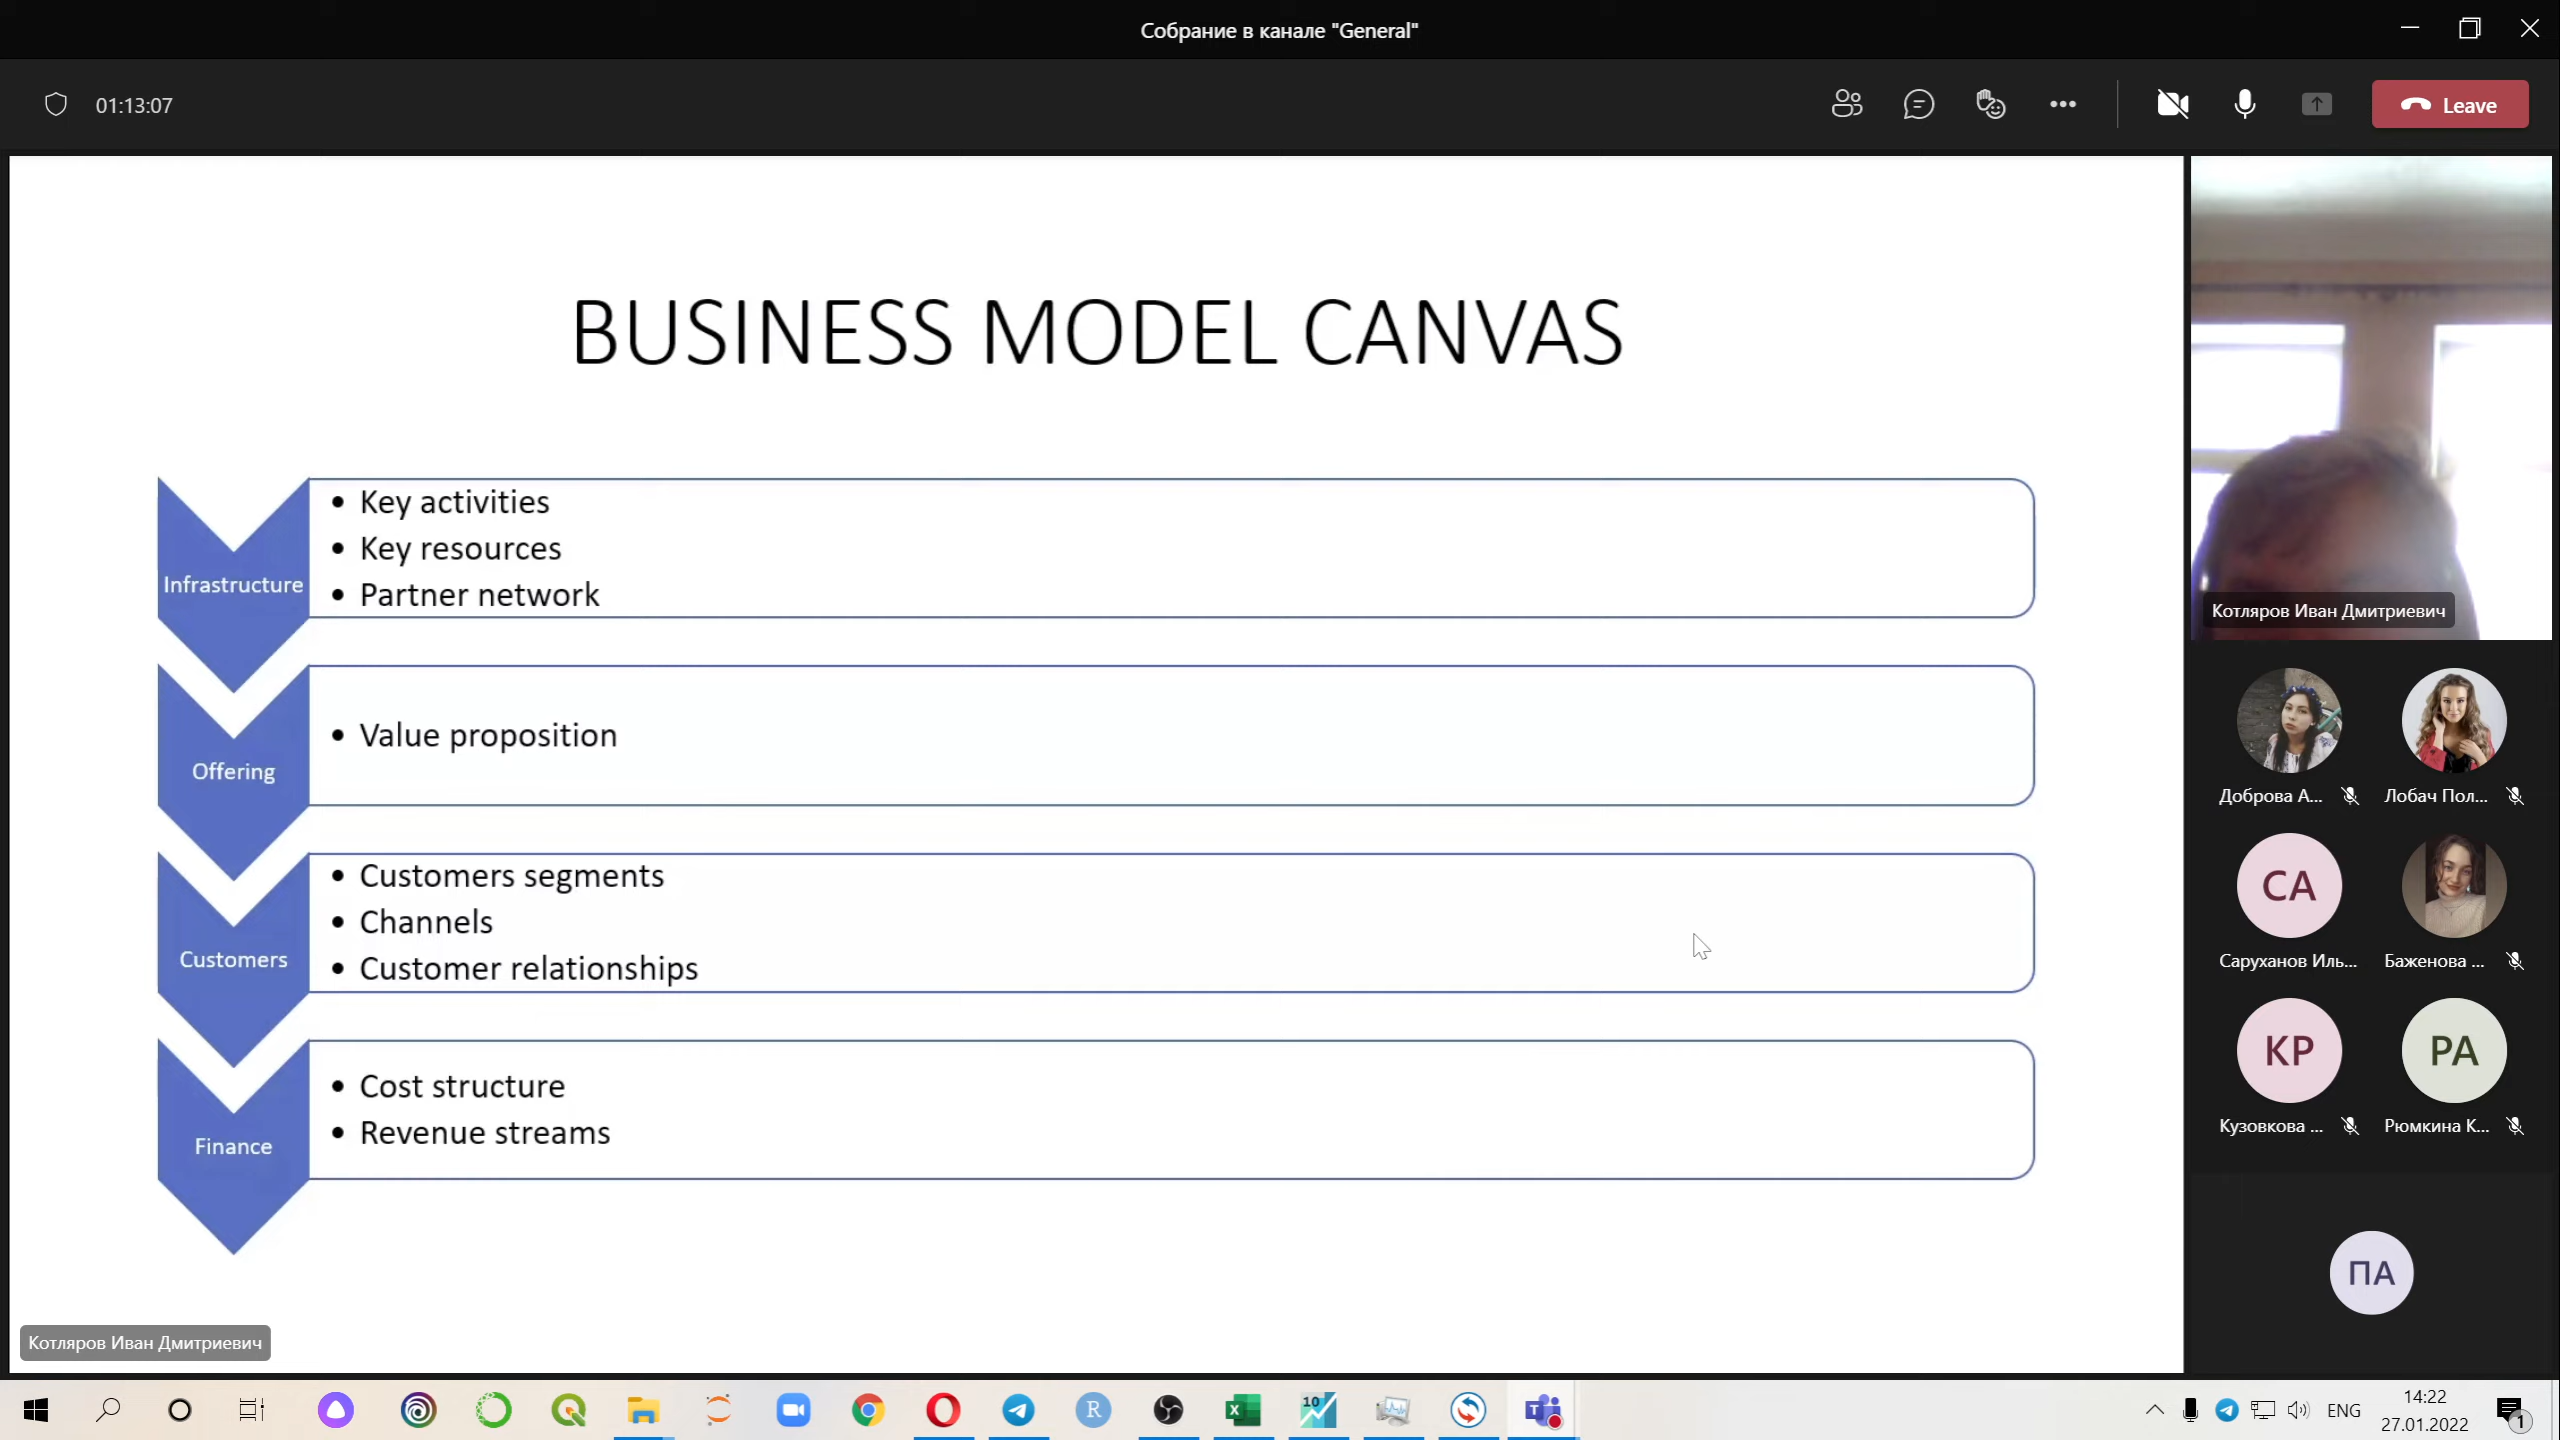 Собрание в канале "General"
01:13:07
Leave
BUSINESS MODEL CANVAS
Infrastructure
• Key activities
• Key resources
• Partner network
Offering
• Value proposition
Customers
• Customers segments
• Channels
• Customer relationships
Finance
• Cost structure
• Revenue streams
Котляров Иван Дмитриевич
Котляров Иван Дмитриевич
Доброва А...
Лобач Пол...
СА
Саруханов Иль...
Баженова ...
КР
Кузовкова ...
РА
Рюмкина К...
ПА
R
10
ENG
14:22
27.01.2022
1